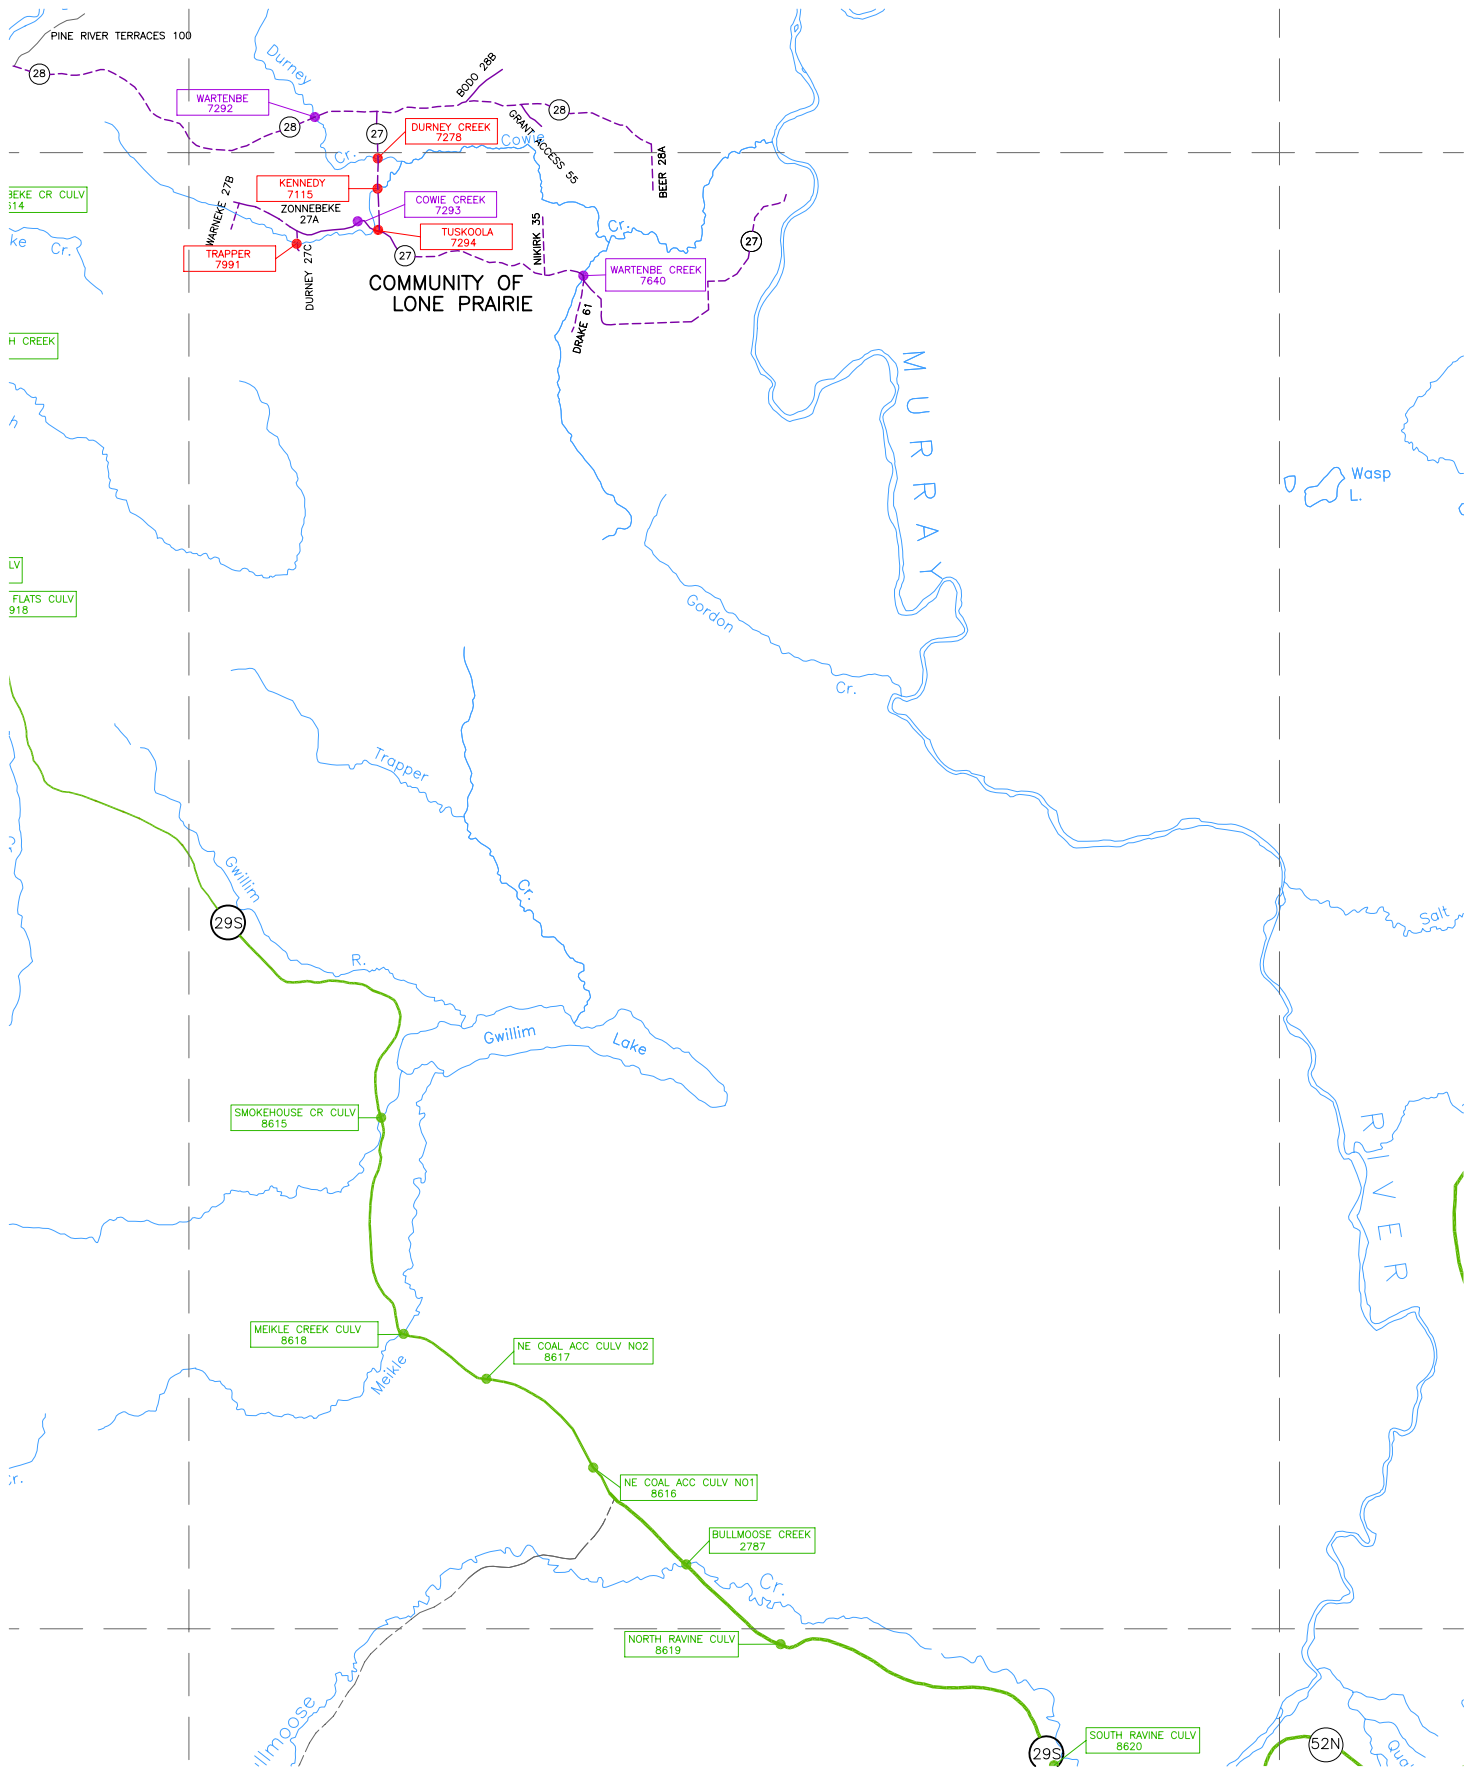 PINE RIVER TERRACES 100
28
Durney
BODO 28B
WARTENBE
7292
28
28
27
GRANT ACCESS 55
DURNEY CREEK
7278
Cowie
Cr.
BEER 28A
KENNEDY
7115
WARNEKE 27B
EKE CR CULV
614
ZONNEBEKE
27A
COWIE CREEK
7293
NIKIRK 35
Cr.
TUSKOOLA
7294
27
ke Cr.
TRAPPER
7991
DURNEY 27C
27
WARTENBE CREEK
7640
COMMUNITY OF
LONE PRAIRIE
DRAKE 61
H CREEK
MURRAY
h
Wasp
L.
LV
FLATS CULV
918
Gordon
Cr.
Trapper
Gwillim
Cr.
29S
Salt
R.
Gwillim Lake
SMOKEHOUSE CR CULV
8615
RIVER
MEIKLE CREEK CULV
8618
NE COAL ACC CULV NO2
8617
Meikle
r.
NE COAL ACC CULV NO1
8616
BULLMOOSE CREEK
2787
Cr.
NORTH RAVINE CULV
8619
llmoose
SOUTH RAVINE CULV
8620
29S
52N
Qua